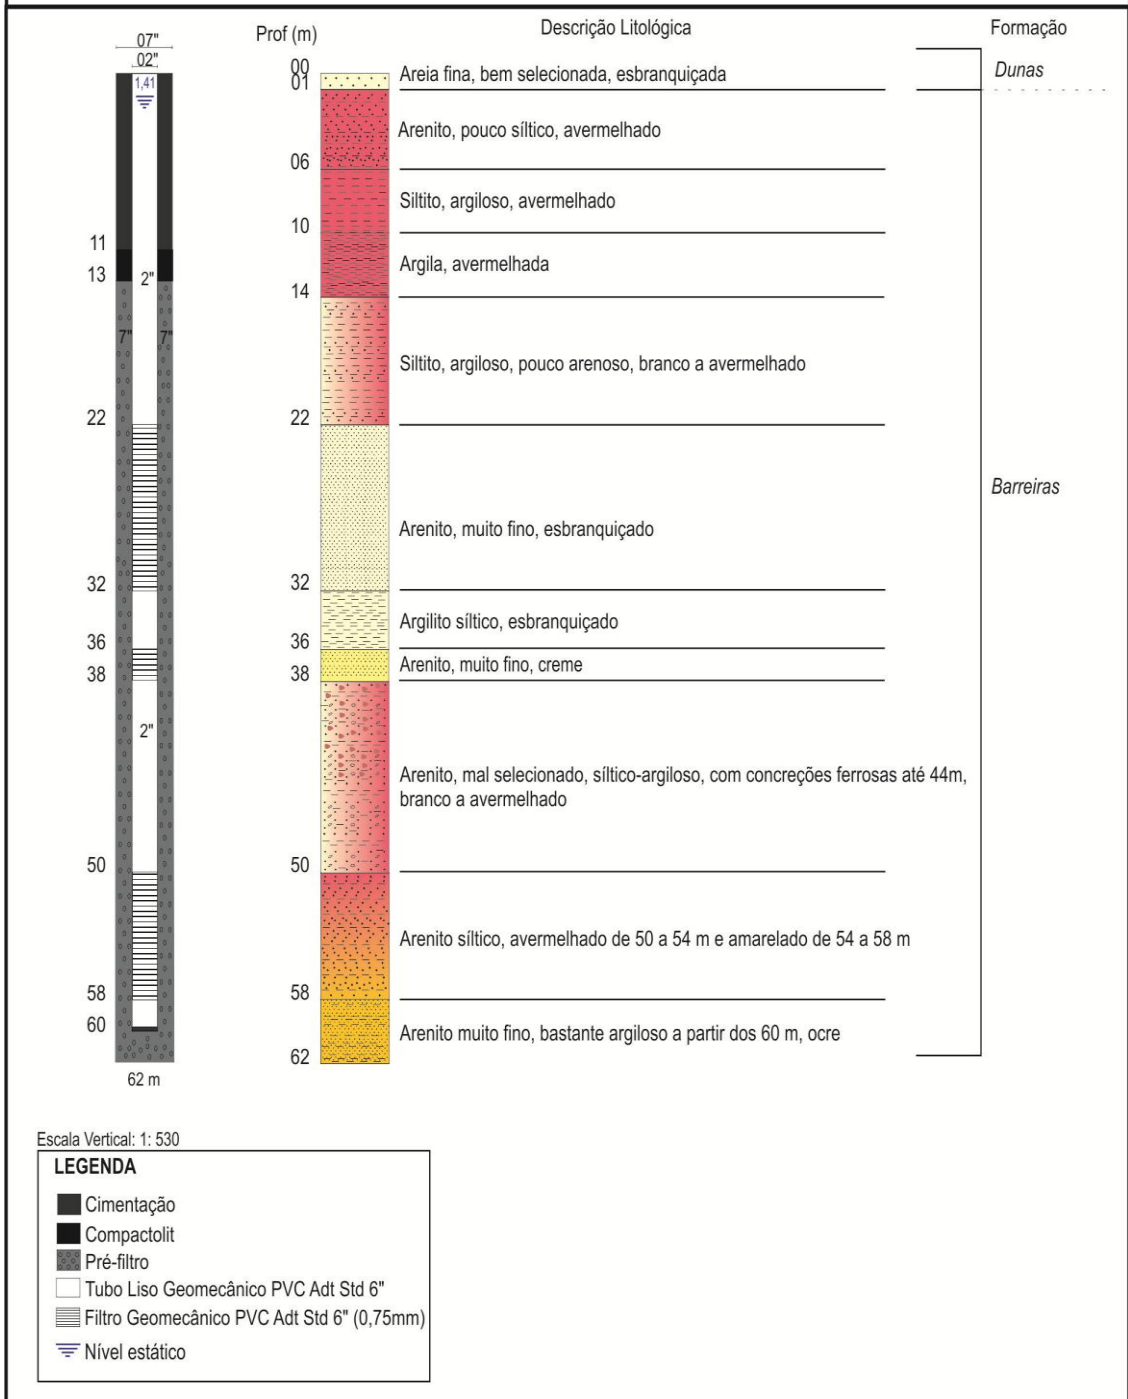 Prof (m) Descrição Litológica Formação
07"
02"
1,41
00
01
Areia fina, bem selecionada, esbranquiçada
Dunas
Arenito, pouco síltico, avermelhado
06
Siltito, argiloso, avermelhado
10
11
Argila, avermelhada
13
2"
14
7" 7"
Siltito, argiloso, pouco arenoso, branco a avermelhado
22 22
Barreiras
Arenito, muito fino, esbranquiçado
32 32
Argilito síltico, esbranquiçado
36 36
Arenito, muito fino, creme
38 38
2"
Arenito, mal selecionado, síltico-argiloso, com concreções ferrosas até 44m,
branco a avermelhado
50 50
Arenito síltico, avermelhado de 50 a 54 m e amarelado de 54 a 58 m
58 58
60
Arenito muito fino, bastante argiloso a partir dos 60 m, ocre
62
62 m
Escala Vertical: 1: 530
LEGENDA
Cimentação
Compactolit
Pré-filtro
Tubo Liso Geomecânico PVC Adt Std 6"
Filtro Geomecânico PVC Adt Std 6" (0,75mm)
Nível estático